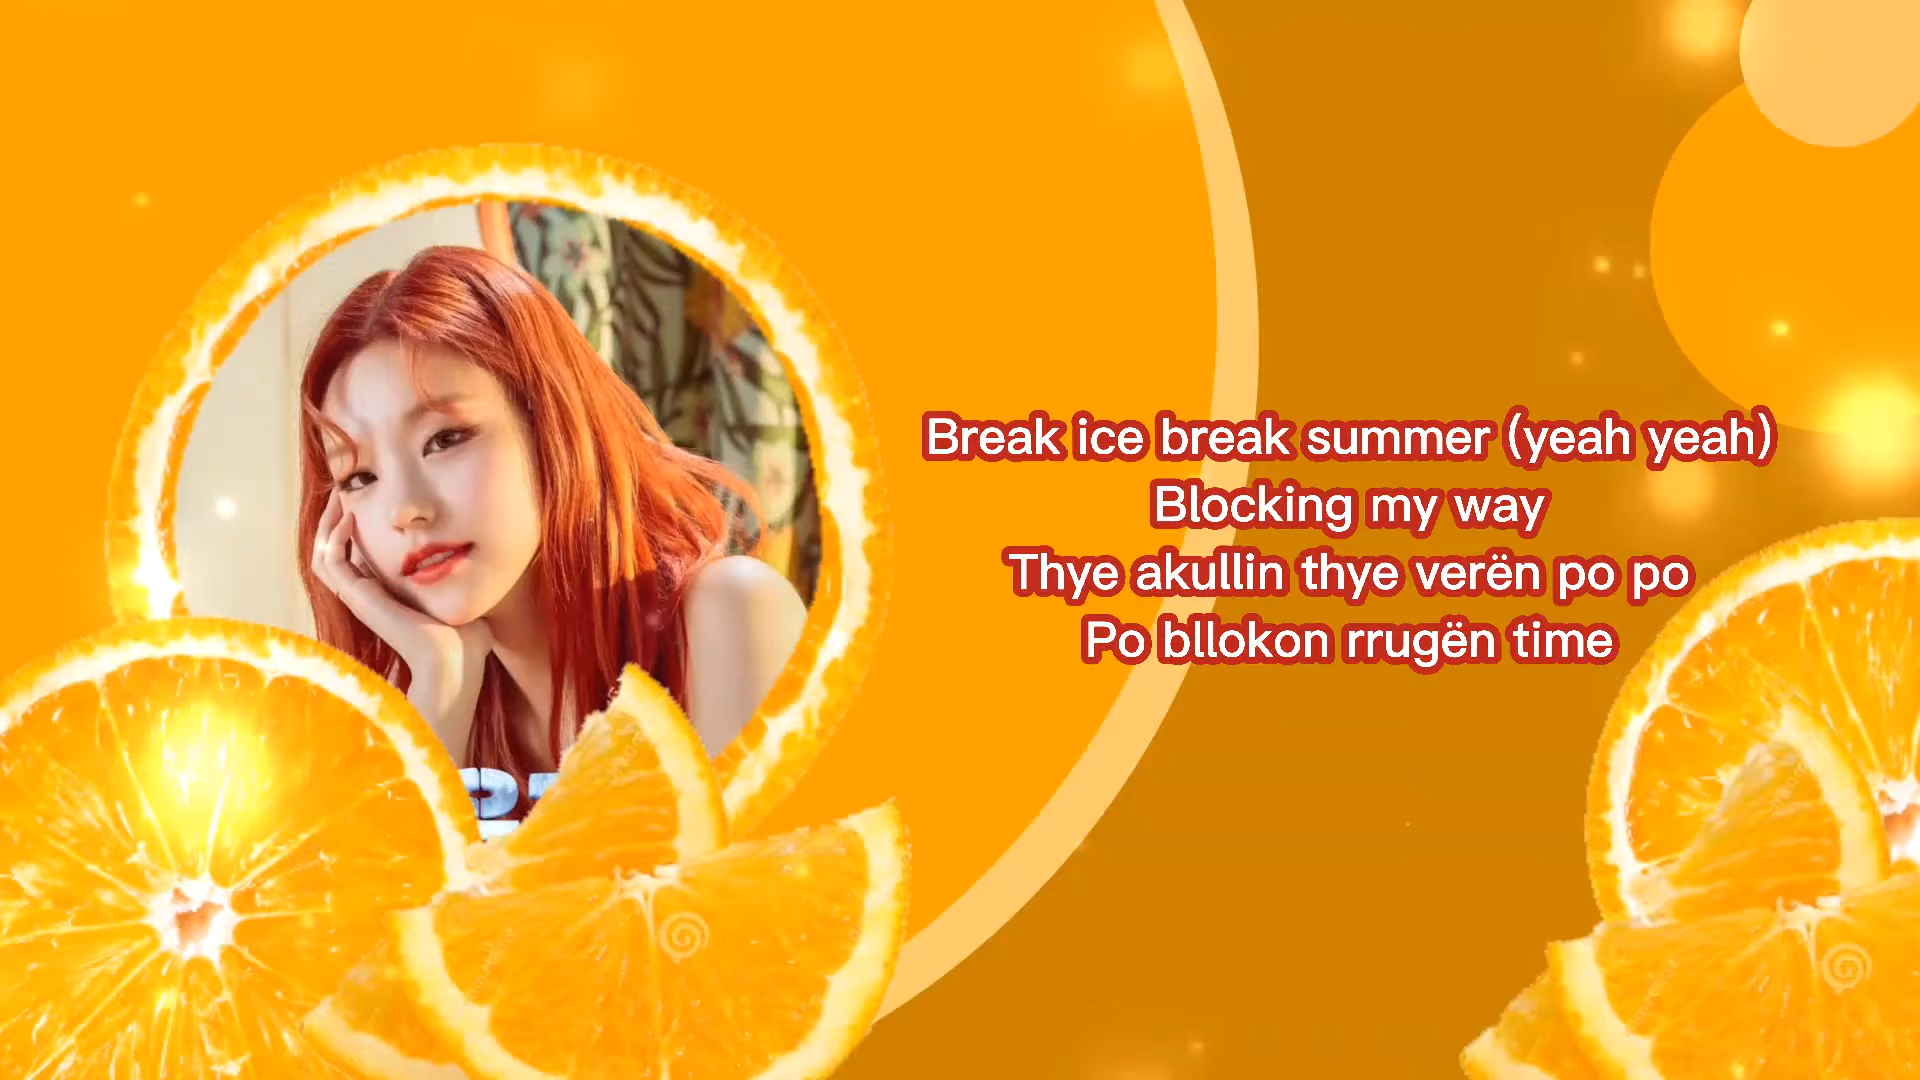 Break ice break summer (yeah yeah)
Blocking my way
Thye akullin thye verën po po
Po bllokon rrugën time